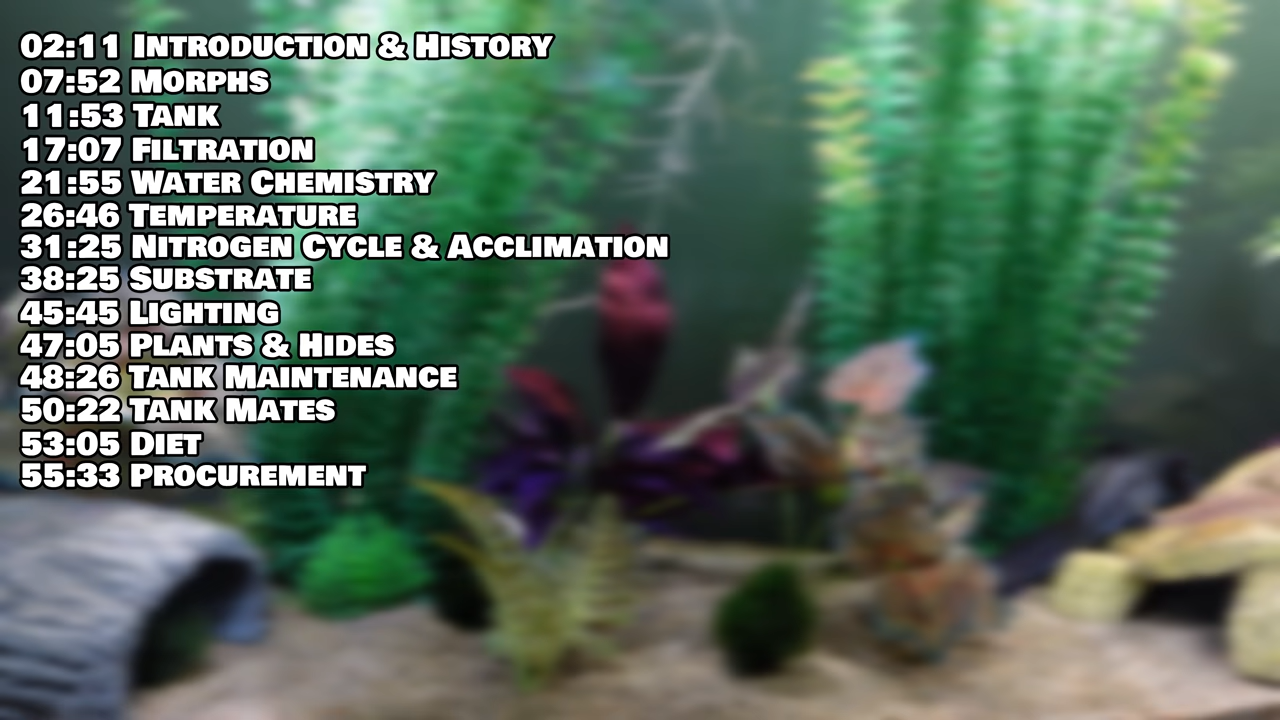 02:11 Introduction & History
07:52 Morphs
11:53 Tank
17:07 Filtration
21:55 Water Chemistry
26:46 Temperature
31:25 Nitrogen Cycle & Acclimation
38:25 Substrate
45:45 Lighting
47:05 Plants & Hides
48:26 Tank Maintenance
50:22 Tank Mates
53:05 Diet
55:33 Procurement